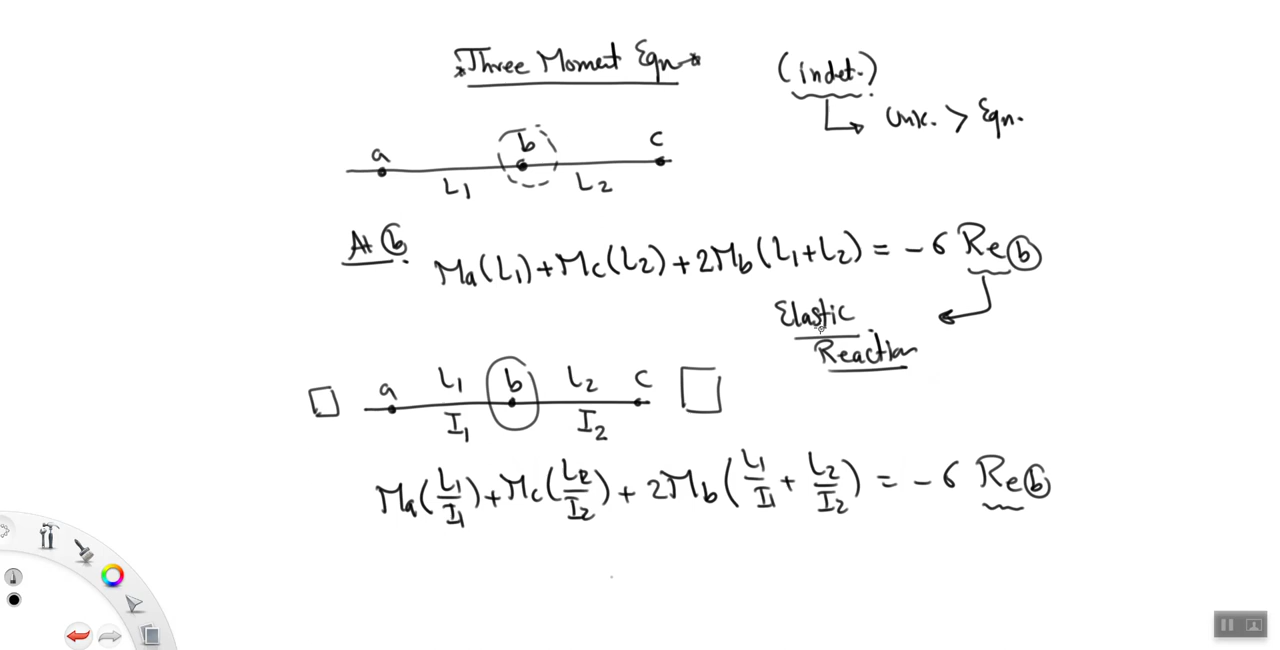 *Three Moment Eqn*
(indet.)
Unk. > Eqn.
a b c
L1 L2
At b.
Ma(L1)+Mc(L2)+2Mb(L1+L2) = -6 Re b
Elastic
Reaction
a L1 b L2 c
I1 I2
Ma(L1/I1)+Mc(L2/I2)+2Mb(L1/I1+L2/I2) = -6 Re b